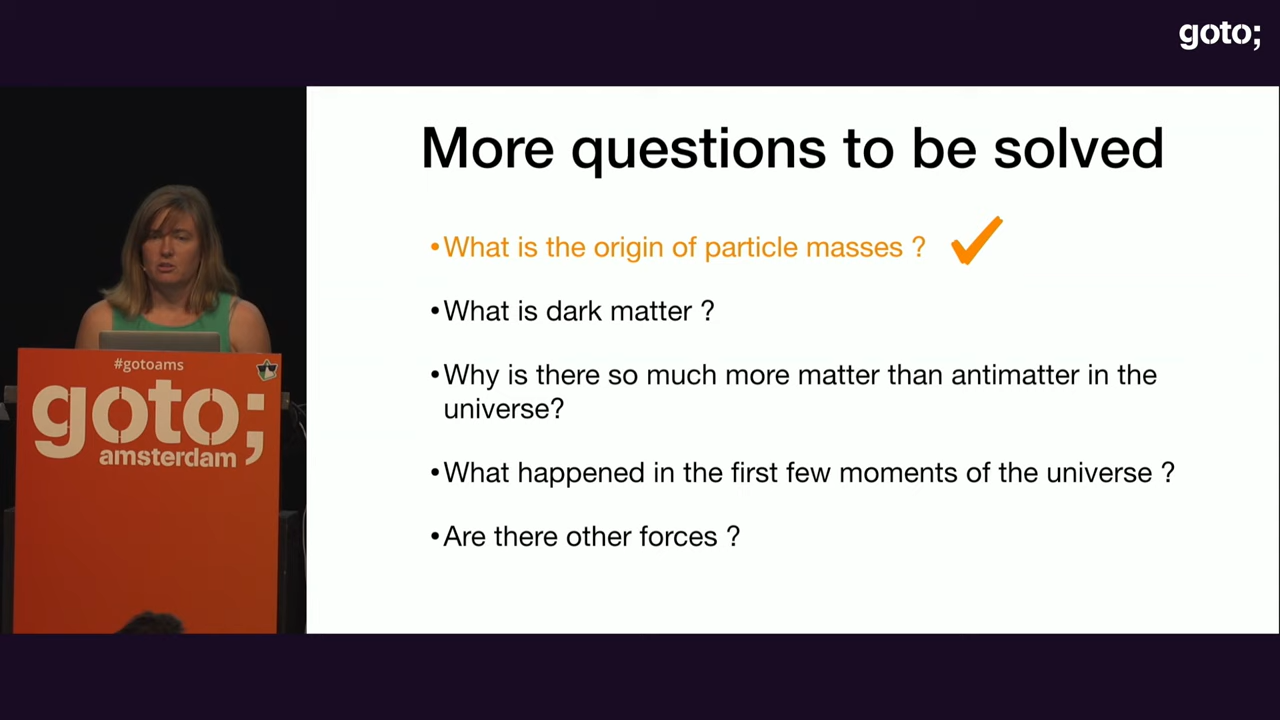 goto;
More questions to be solved
•What is the origin of particle masses ?
•What is dark matter ?
•Why is there so much more matter than antimatter in the
universe?
•What happened in the first few moments of the universe ?
•Are there other forces ?
#gotoams
goto;
amsterdam